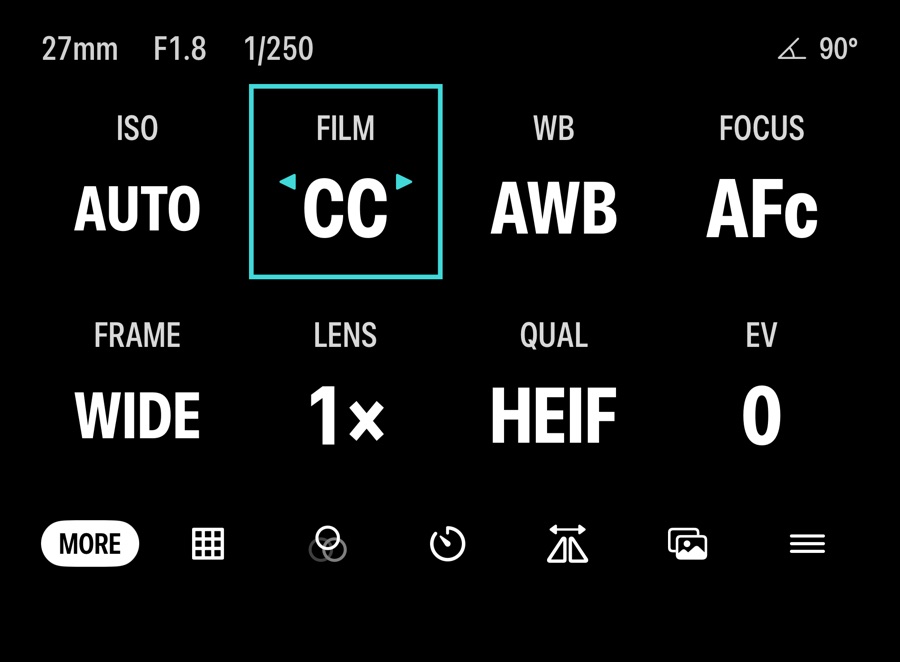 27mm F1.8 1/250 90°
ISO FILM WB FOCUS
AUTO CC AWB AFc
FRAME LENS QUAL EV
WIDE 1× HEIF 0
MORE